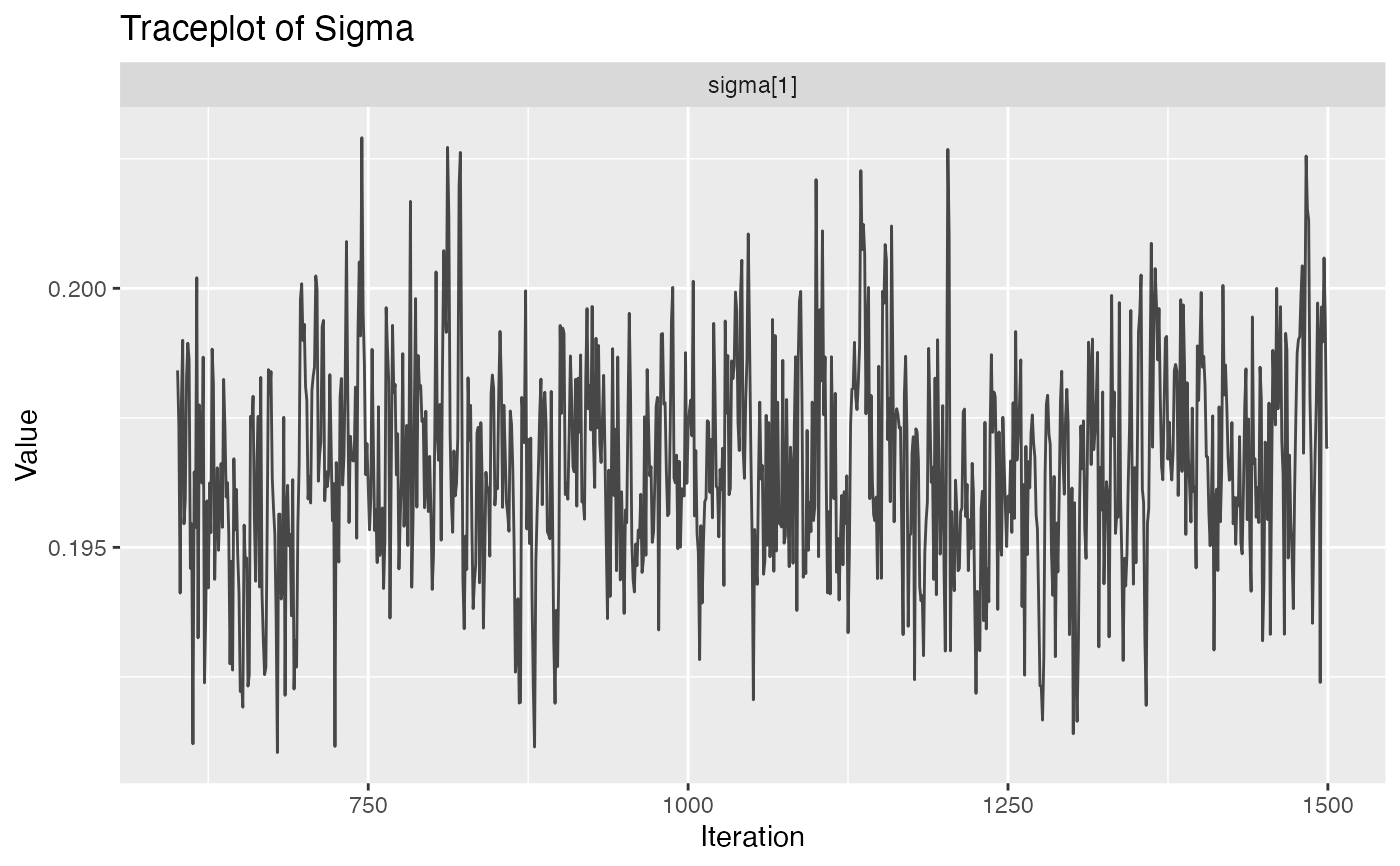 Traceplot of Sigma
sigma[1]
0.200
0.195
Value
750 1000 1250 1500
Iteration